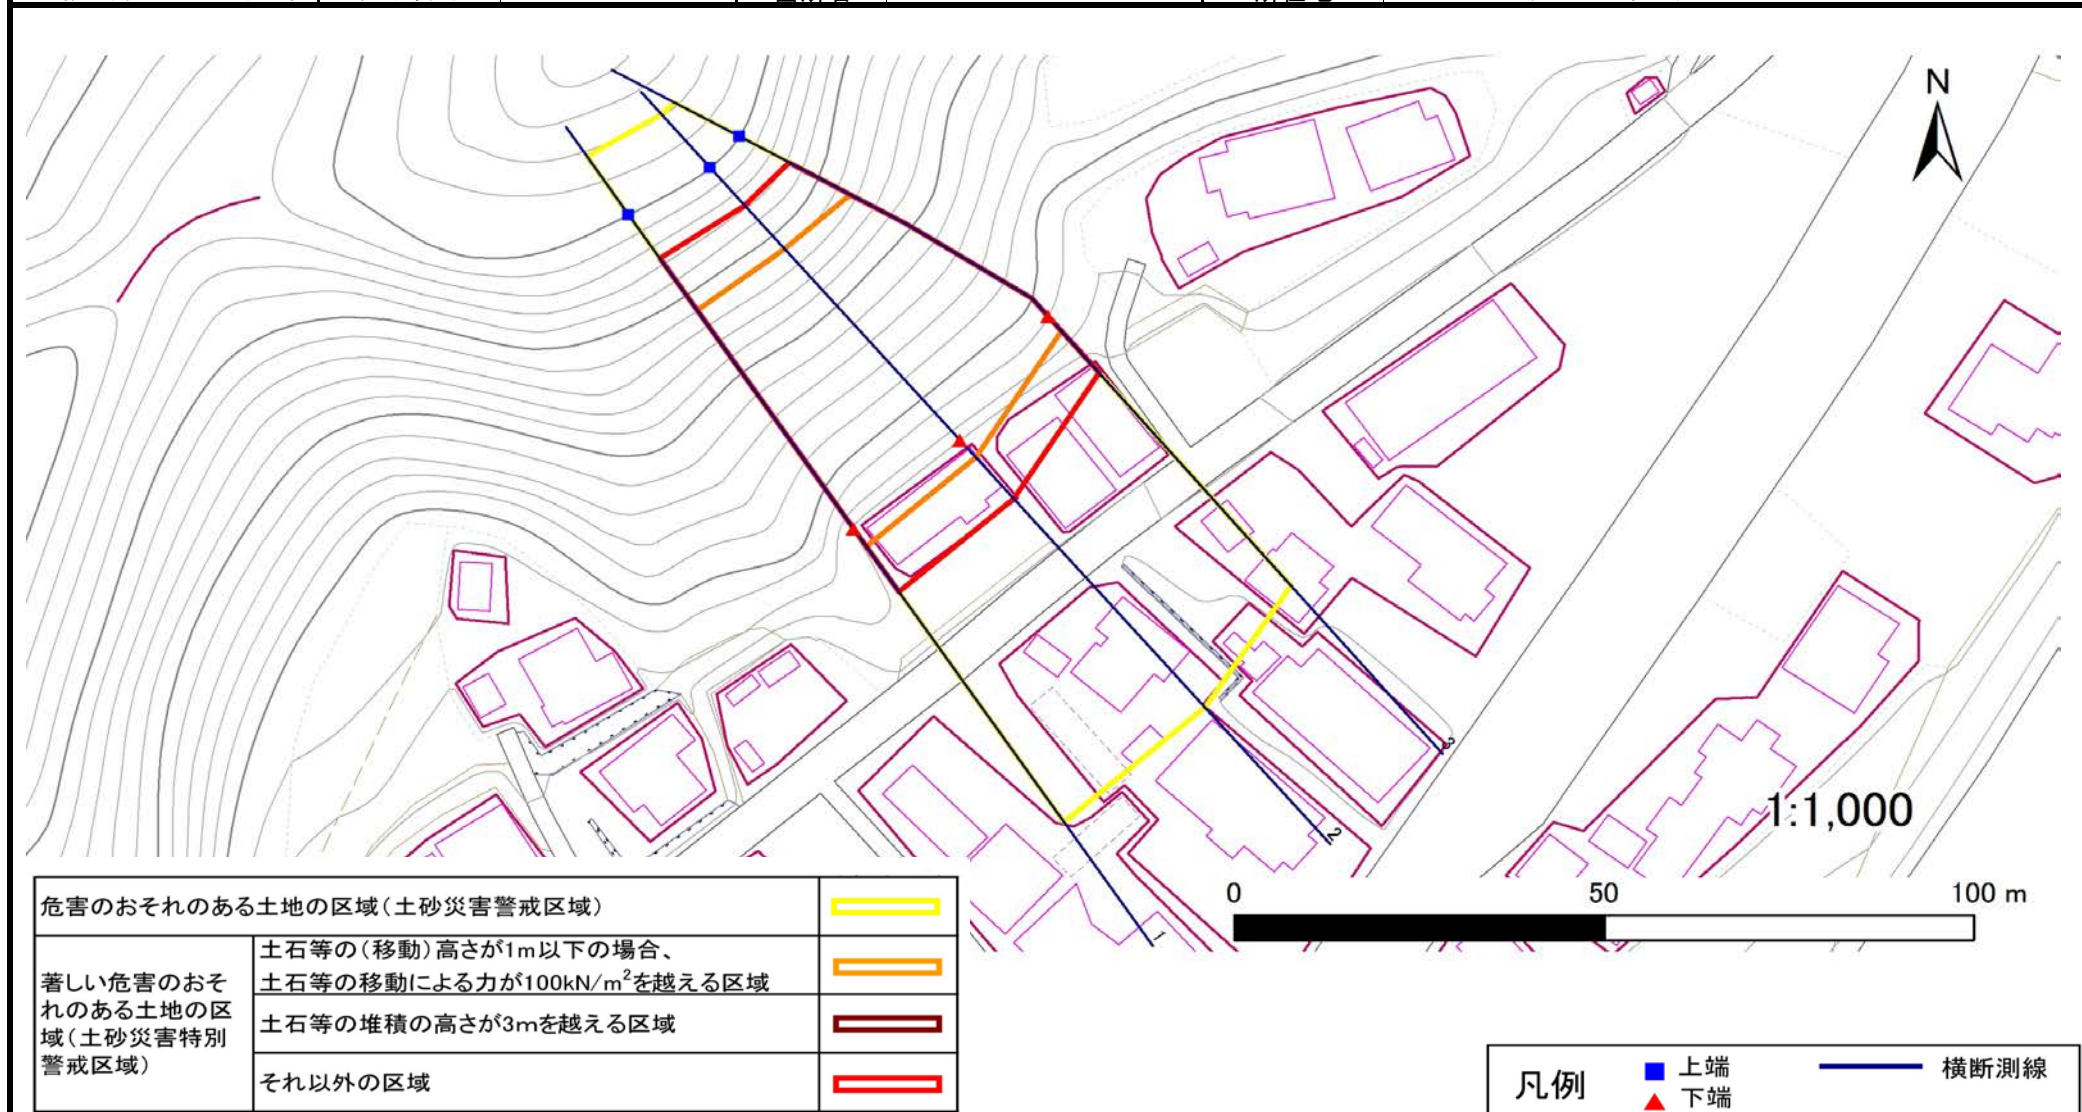 N
1:1,000
0 50 100 m
3
2
1
危害のおそれのある土地の区域(土砂災害警戒区域)
著しい危害のおそ
れのある土地の区
域(土砂災害特別
警戒区域)
土石等の(移動)高さが1m以下の場合、
土石等の移動による力が100kN/m²を越える区域
土石等の堆積の高さが3mを越える区域
それ以外の区域
凡例
上端
下端
横断測線